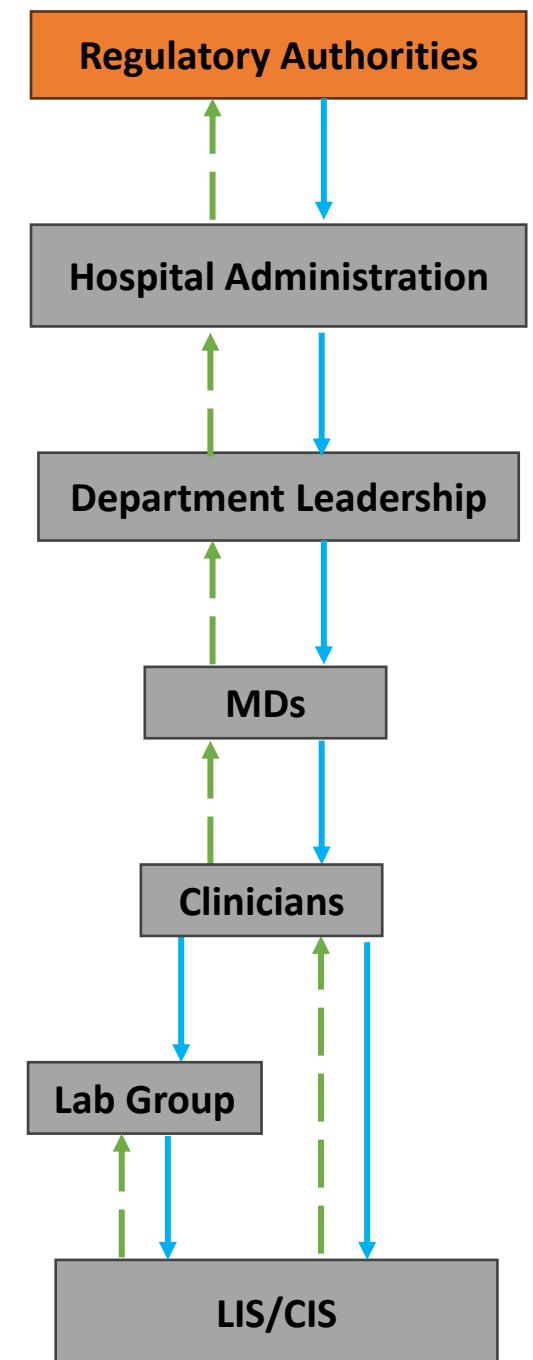 Regulatory Authorities
Hospital Administration
Department Leadership
MDs
Clinicians
Lab Group
LIS/CIS